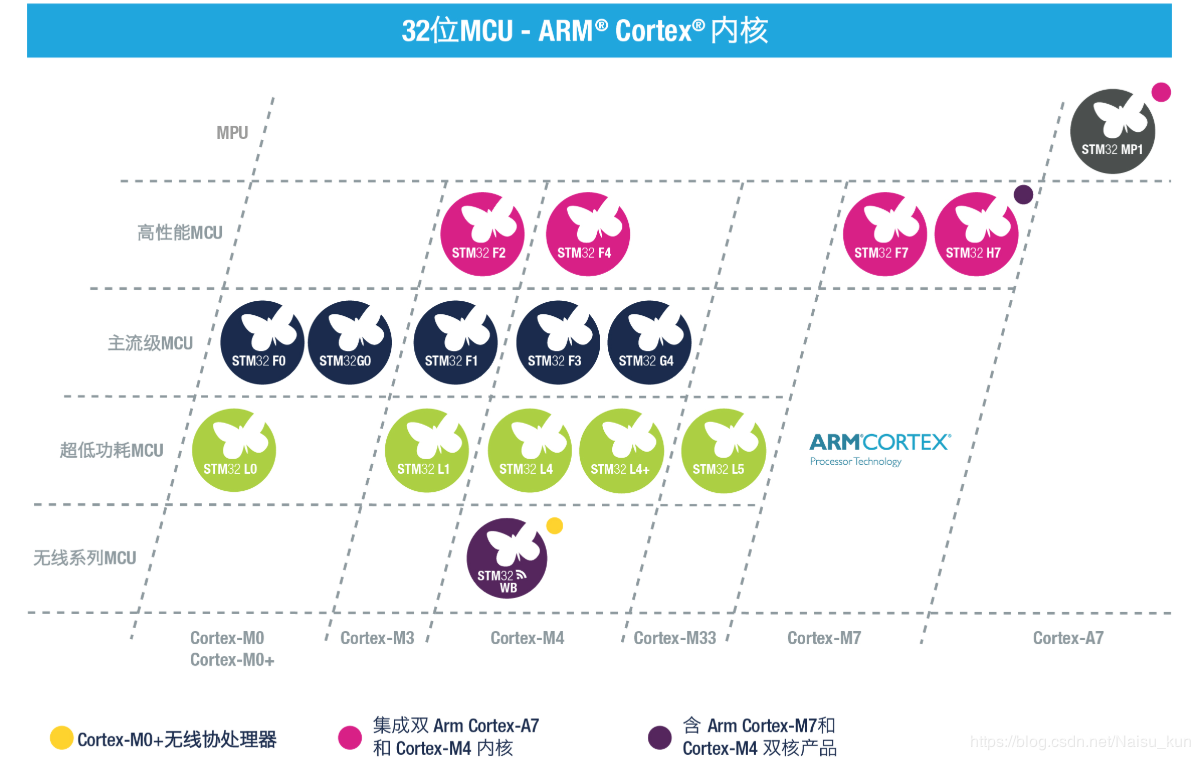 32位MCU - ARM® Cortex® 内核
MPU
STM32 MP1
高性能MCU
STM32 F2
STM32 F4
STM32 F7
STM32 H7
主流级MCU
STM32 F0
STM32G0
STM32 F1
STM32 F3
STM32 G4
超低功耗MCU
STM32 L0
STM32 L1
STM32 L4
STM32 L4+
STM32 L5
ARM®CORTEX®
Processor Technology
无线系列MCU
STM32
WB
Cortex-M0
Cortex-M0+
Cortex-M3
Cortex-M4
Cortex-M33
Cortex-M7
Cortex-A7
Cortex-M0+无线协处理器
集成双 Arm Cortex-A7
和 Cortex-M4 内核
含 Arm Cortex-M7和
Cortex-M4 双核产品
https://blog.csdn.net/Naisu_kun